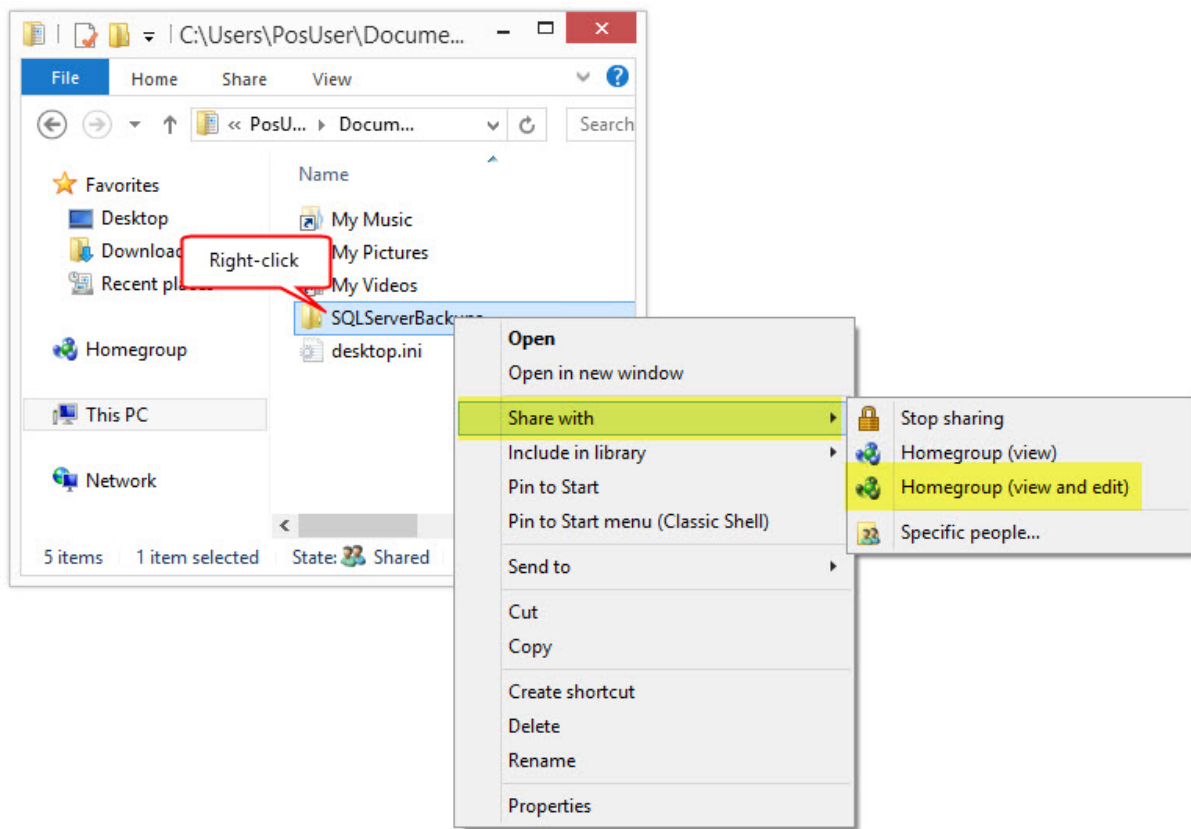 C:\Users\PosUser\Docume...
File Home Share View
« PosU... Docum... Search
Favorites
Desktop
Recent
Homegroup
This PC
Network
Name
My Music
My Pictures
My Videos
desktop.ini
Right-click
5 items 1 item selected State: Shared
Open
Open in new window
Share with
Include in library
Pin to Start
Pin to Start menu (Classic Shell)
Send to
Cut
Copy
Create shortcut
Delete
Rename
Properties
Stop sharing
Homegroup (view)
Homegroup (view and edit)
Specific people...